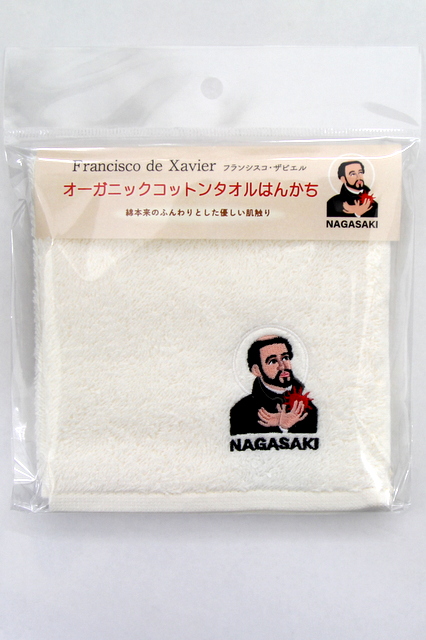 Francisco de Xavier フランシスコ・ザビエル
オーガニックコットンタオルはんかち
綿本来のふんわりとした優しい肌触り
NAGASAKI
NAGASAKI